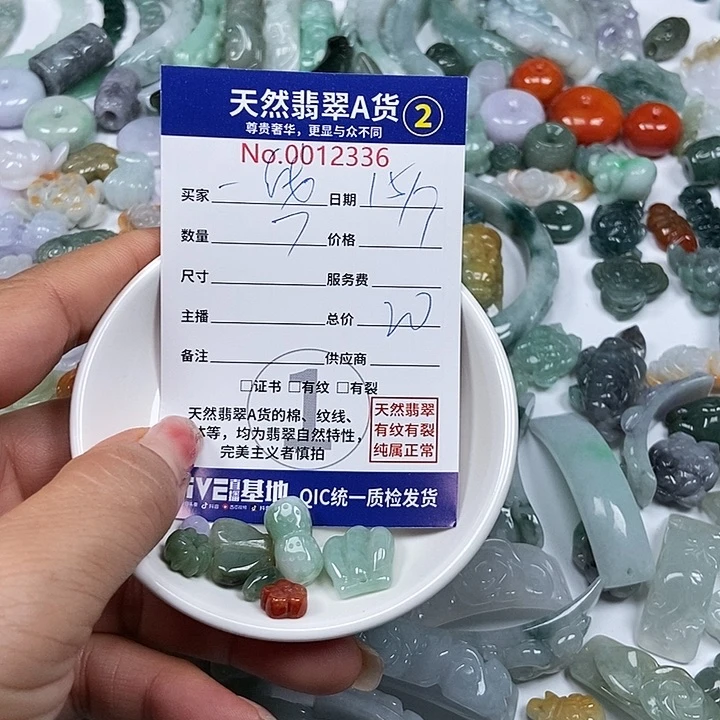 天然翡翠A货 2
尊贵奢华，更显与众不同
No.0012336
买家 日期 15/7
数量 7 价格
尺寸 服务费
主播 总价
备注 供应商
□证书 □有纹 □有裂
1
天然翡翠A货的棉、纹线、
等，均为翡翠自然特性，
完美主义者慎拍
天然翡翠
有纹有裂
纯属正常
直播基地 QIC统一质检发货